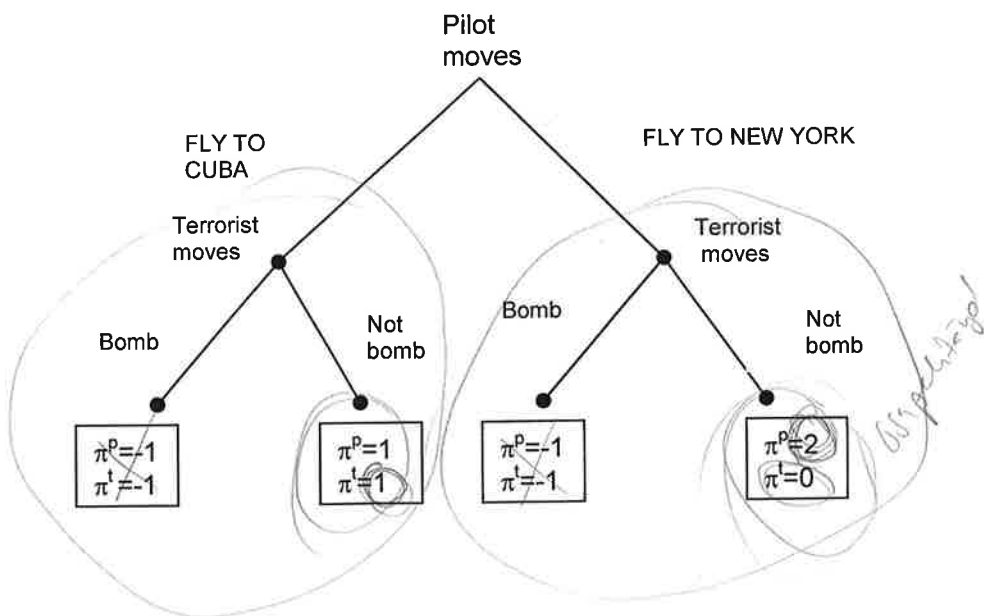 Pilot
moves
FLY TO
CUBA
FLY TO NEW YORK
Terrorist
moves
Terrorist
moves
Bomb
Not
bomb
Bomb
Not
bomb
π^p=-1
π^t=-1
π^p=1
π^t=1
π^p=-1
π^t=-1
π^p=2
π^t=0